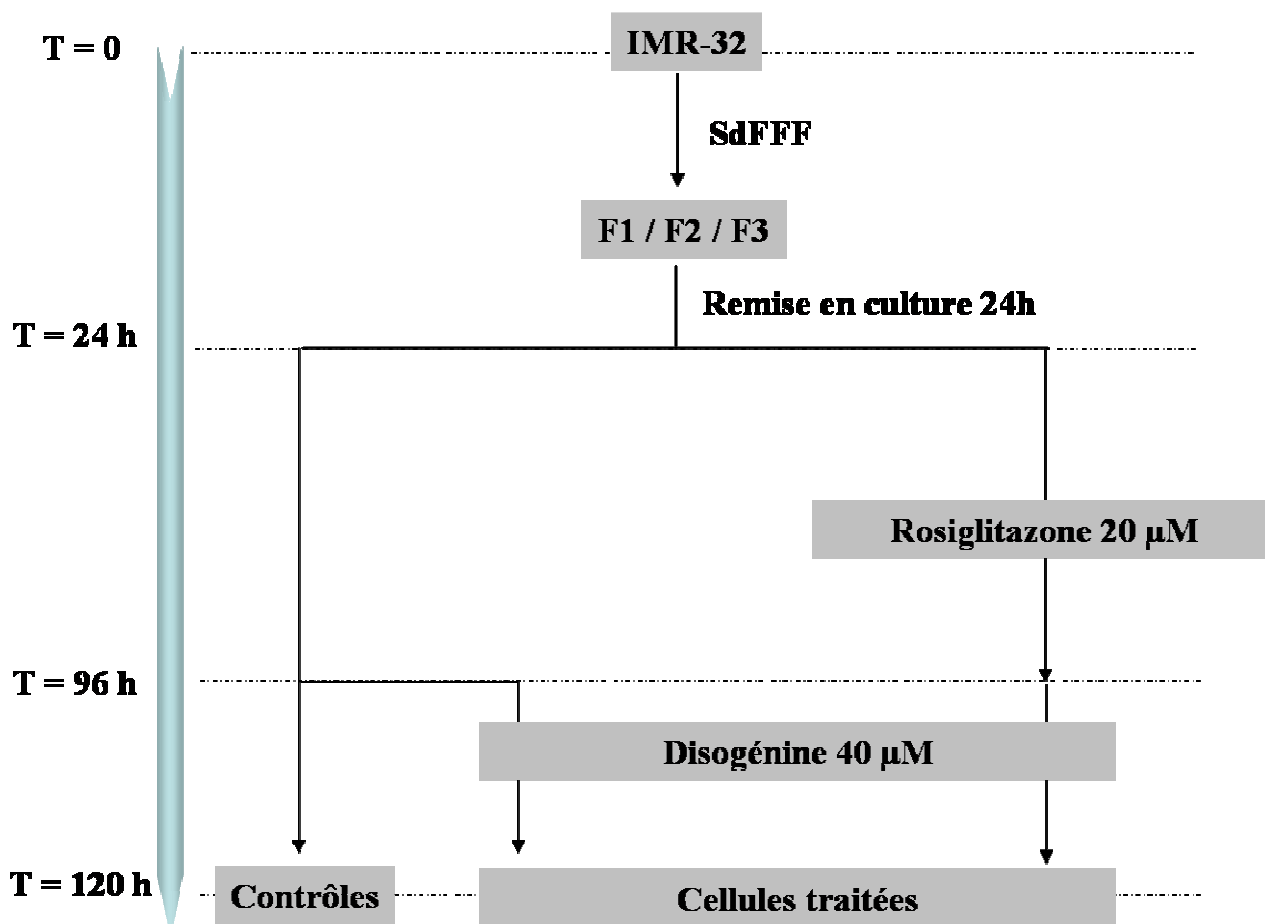 T = 0
IMR-32
SdFFF
F1 / F2 / F3
Remise en culture 24h
T = 24 h
Rosiglitazone 20 µM
T = 96 h
Disogénine 40 µM
T = 120 h
Contrôles
Cellules traitées